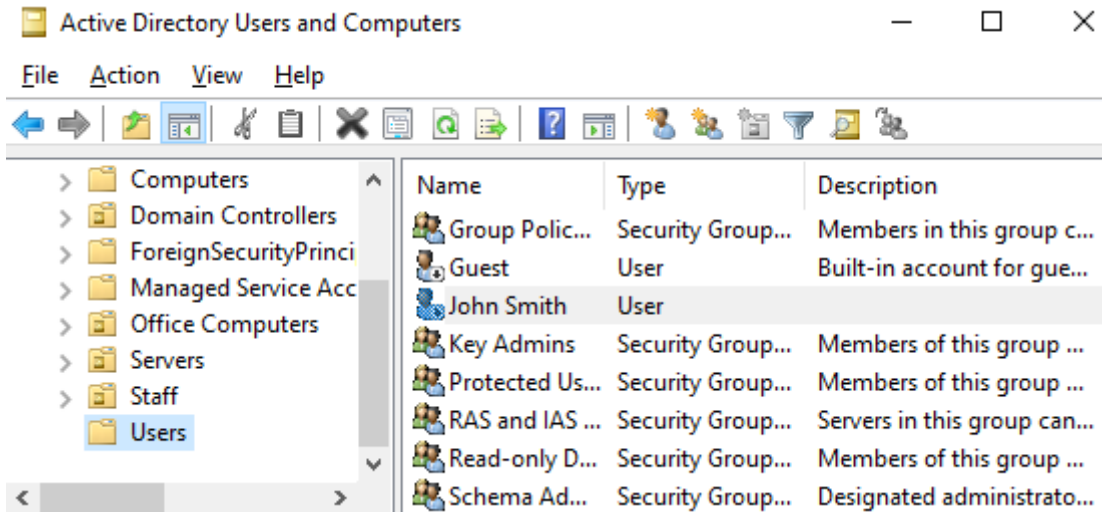 Active Directory Users and Computers
File Action View Help
Computers
Domain Controllers
ForeignSecurityPrinci
Managed Service Acc
Office Computers
Servers
Staff
Users
Name Type Description
Group Polic... Security Group... Members in this group c...
Guest User Built-in account for gue...
John Smith User
Key Admins Security Group... Members of this group ...
Protected Us... Security Group... Members of this group ...
RAS and IAS ... Security Group... Servers in this group can...
Read-only D... Security Group... Members of this group ...
Schema Ad... Security Group... Designated administrato...